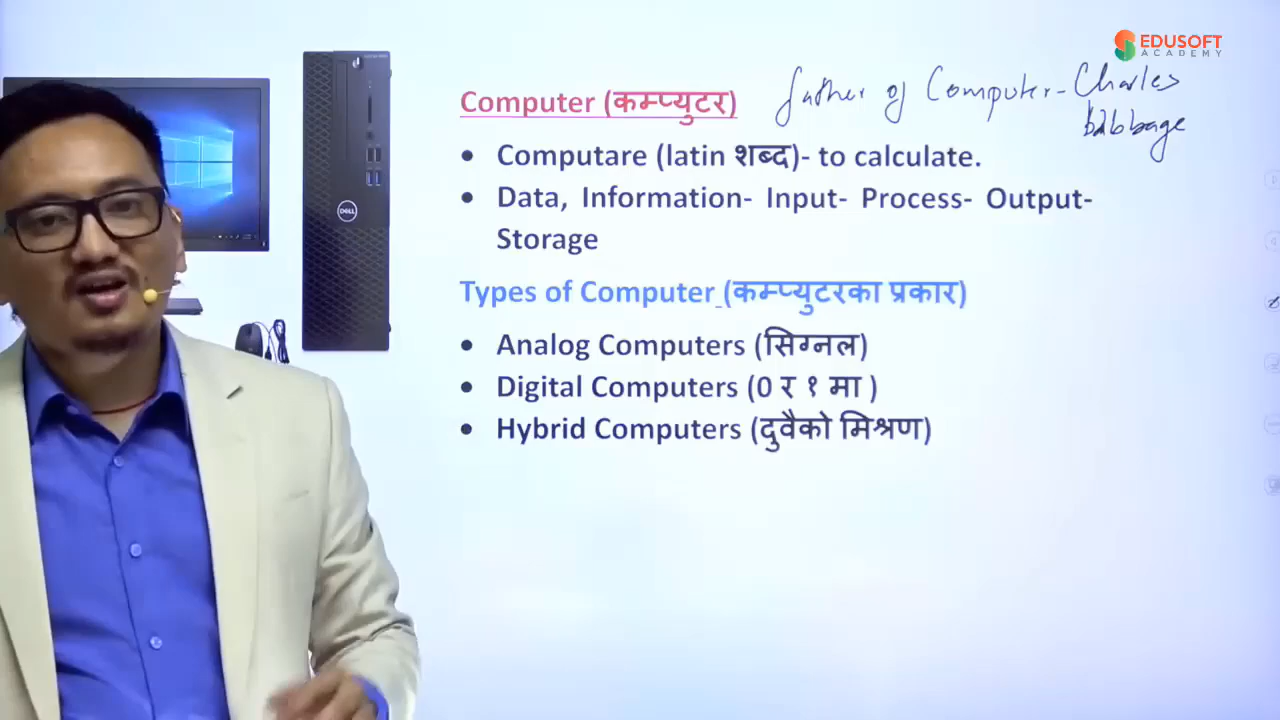 EDUSOFT
ACADEMY
Computer (कम्प्युटर)
father of Computer - Charles
babbage
• Computare (latin शब्द)- to calculate.
• Data, Information- Input- Process- Output-
Storage
Types of Computer (कम्प्युटरका प्रकार)
• Analog Computers (सिग्नल)
• Digital Computers (0 र १ मा )
• Hybrid Computers (दुवैको मिश्रण)
DELL